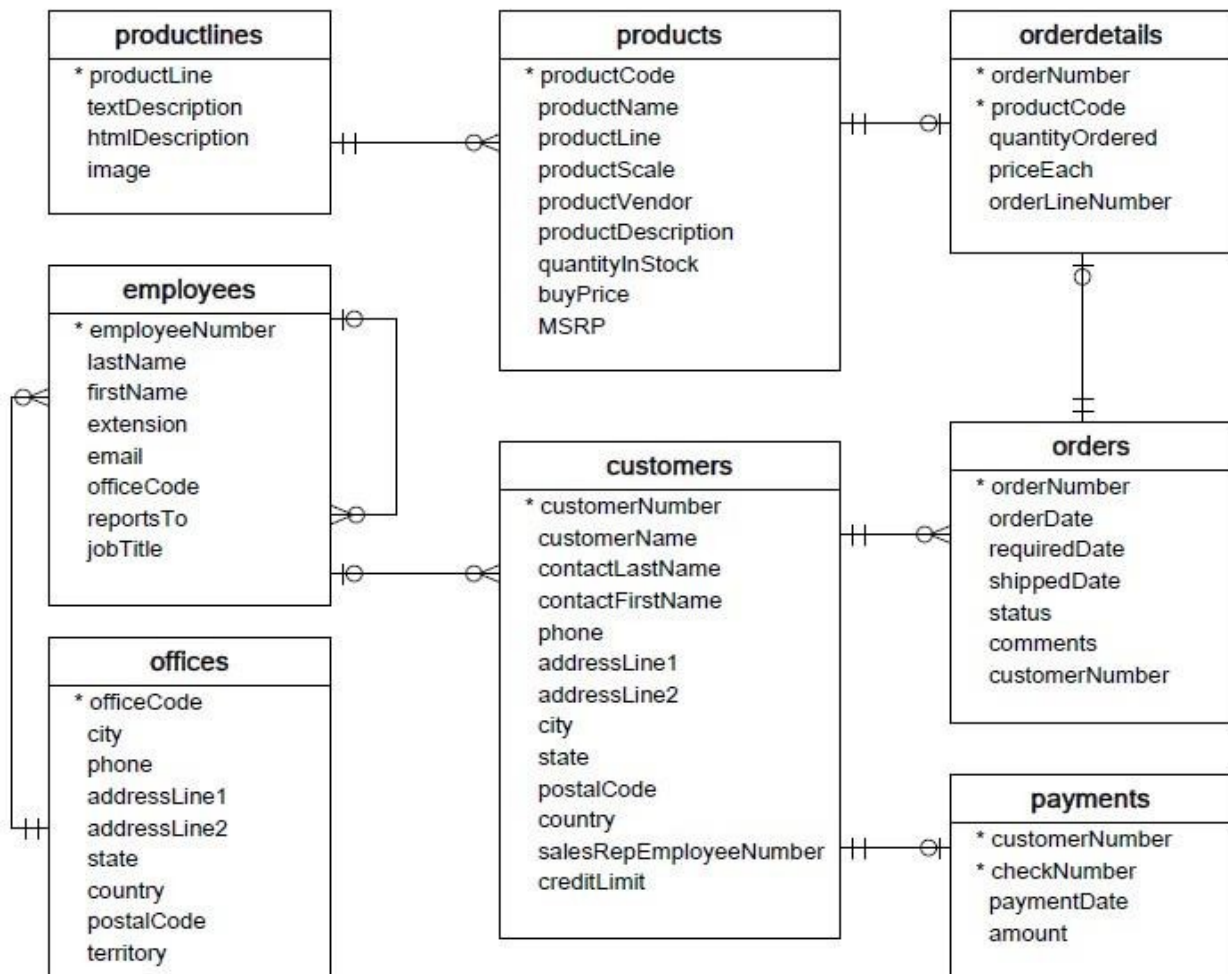 productlines
* productLine
textDescription
htmlDescription
image
products
* productCode
productName
productLine
productScale
productVendor
productDescription
quantityInStock
buyPrice
MSRP
orderdetails
* orderNumber
* productCode
quantityOrdered
priceEach
orderLineNumber
employees
* employeeNumber
lastName
firstName
extension
email
officeCode
reportsTo
jobTitle
customers
* customerNumber
customerName
contactLastName
contactFirstName
phone
addressLine1
addressLine2
city
state
postalCode
country
salesRepEmployeeNumber
creditLimit
orders
* orderNumber
orderDate
requiredDate
shippedDate
status
comments
customerNumber
offices
* officeCode
city
phone
addressLine1
addressLine2
state
country
postalCode
territory
payments
* customerNumber
* checkNumber
paymentDate
amount